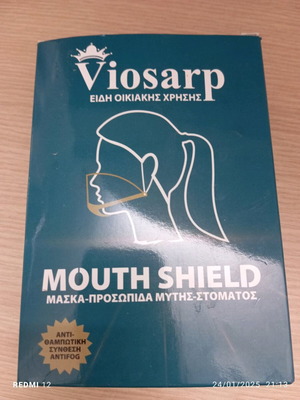 Viosarp
ΕΙΔΗ ΟΙΚΙΑΚΗΣ ΧΡΗΣΗΣ
MOUTH SHIELD
ΜΑΣΚΑ-ΠΡΟΣΩΠΙΔΑ ΜΥΤΗΣ-ΣΤΟΜΑΤΟΣ
ΑΝΤΙ-
ΘΑΜΠΩΤΙΚΗ
ΣΥΝΘΕΣΗ
ANTIFOG
REDMI 12
24/01/2025 21:13